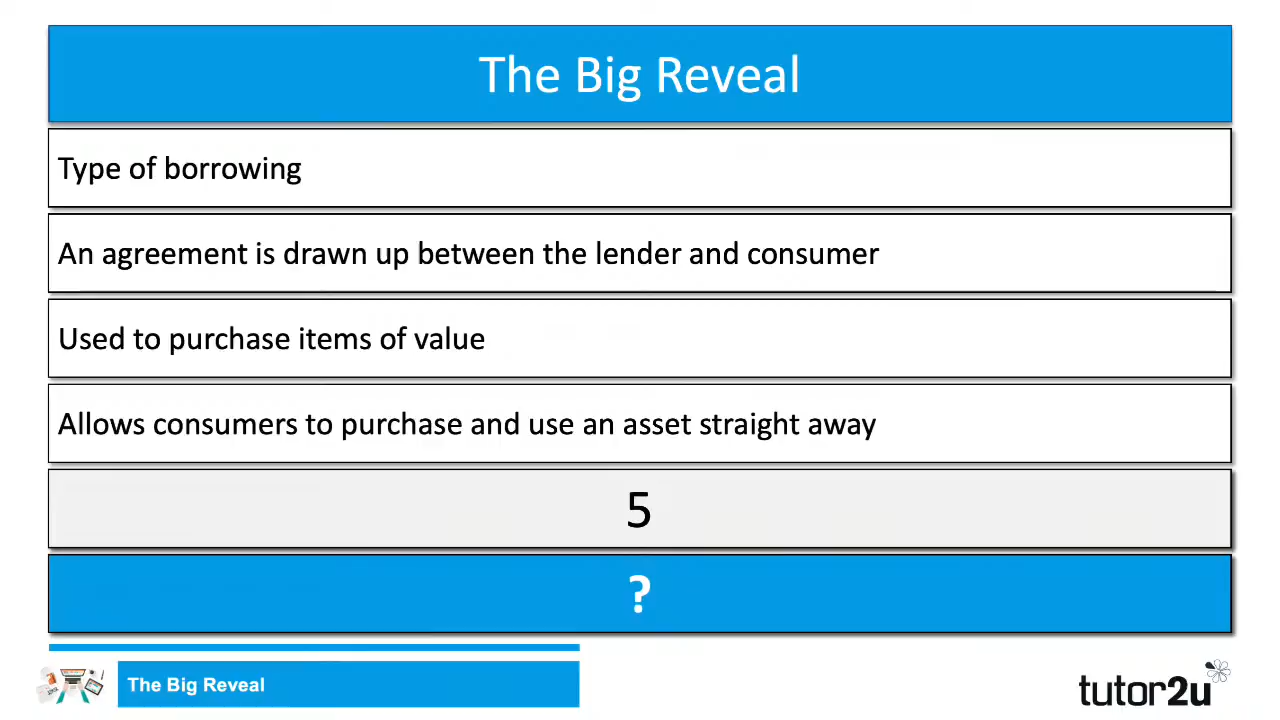 The Big Reveal
Type of borrowing
An agreement is drawn up between the lender and consumer
Used to purchase items of value
Allows consumers to purchase and use an asset straight away
5
?
The Big Reveal
tutor2u